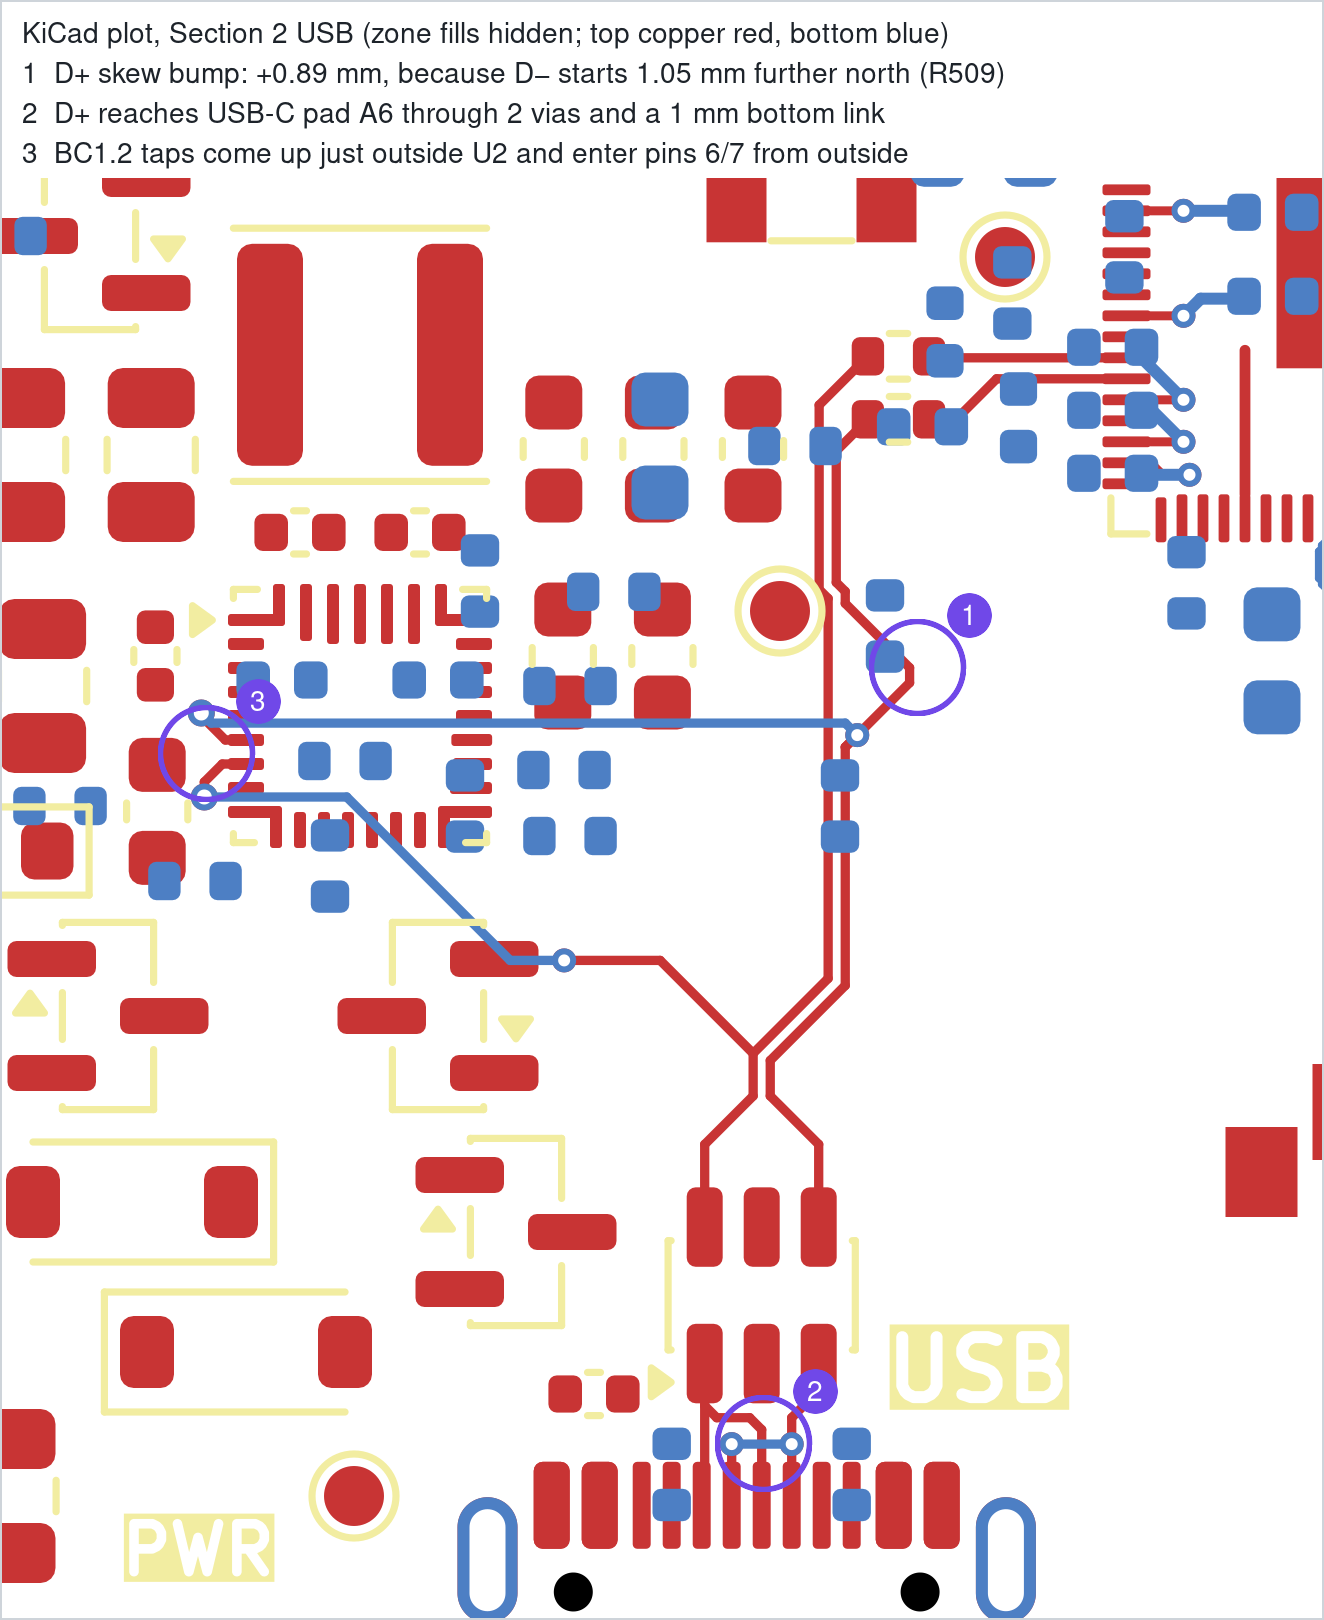 KiCad plot, Section 2 USB (zone fills hidden; top copper red, bottom blue)
1 D+ skew bump: +0.89 mm, because D− starts 1.05 mm further north (R509)
2 D+ reaches USB-C pad A6 through 2 vias and a 1 mm bottom link
3 BC1.2 taps come up just outside U2 and enter pins 6/7 from outside
1
3
2
USB
PWR